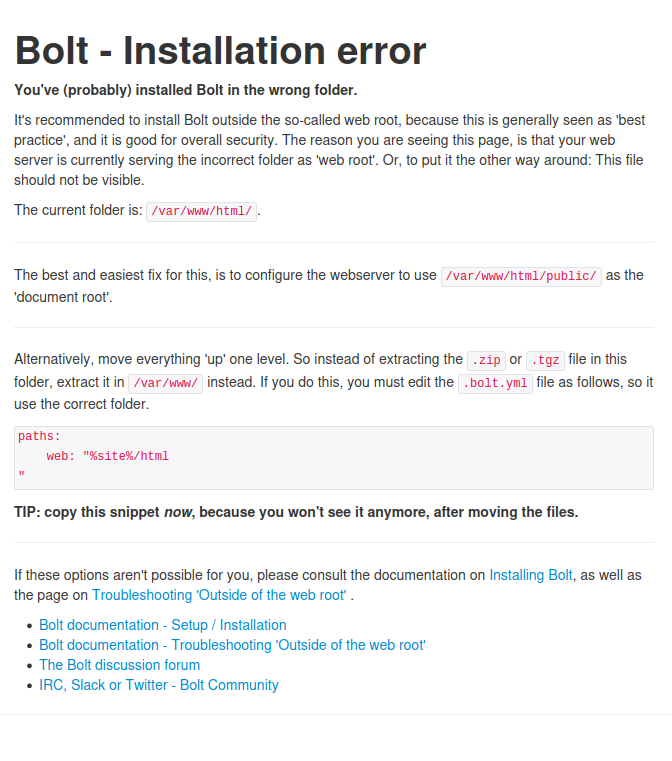 Bolt - Installation error
You've (probably) installed Bolt in the wrong folder.
It's recommended to install Bolt outside the so-called web root, because this is generally seen as 'best
practice', and it is good for overall security. The reason you are seeing this page, is that your web
server is currently serving the incorrect folder as 'web root'. Or, to put it the other way around: This file
should not be visible.
The current folder is: /var/www/html/.
The best and easiest fix for this, is to configure the webserver to use /var/www/html/public/ as the
'document root'.
Alternatively, move everything 'up' one level. So instead of extracting the .zip or .tgz file in this
folder, extract it in /var/www/ instead. If you do this, you must edit the .bolt.yml file as follows, so it
use the correct folder.
paths:
    web: "%site%/html
"
TIP: copy this snippet now, because you won't see it anymore, after moving the files.
If these options aren't possible for you, please consult the documentation on Installing Bolt, as well as
the page on Troubleshooting 'Outside of the web root' .
• Bolt documentation - Setup / Installation
• Bolt documentation - Troubleshooting 'Outside of the web root'
• The Bolt discussion forum
• IRC, Slack or Twitter - Bolt Community